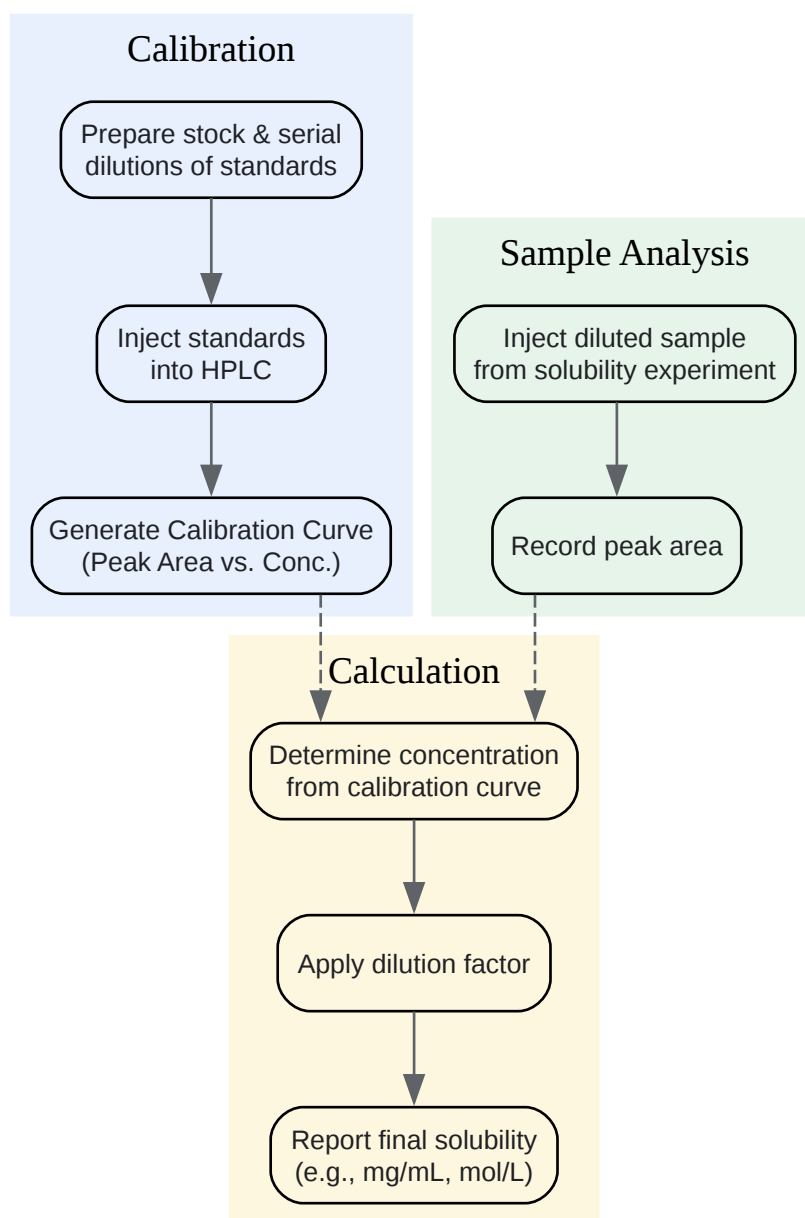 Calibration
Prepare stock & serial
dilutions of standards
Inject standards
into HPLC
Generate Calibration Curve
(Peak Area vs. Conc.)
Sample Analysis
Inject diluted sample
from solubility experiment
Record peak area
Calculation
Determine concentration
from calibration curve
Apply dilution factor
Report final solubility
(e.g., mg/mL, mol/L)